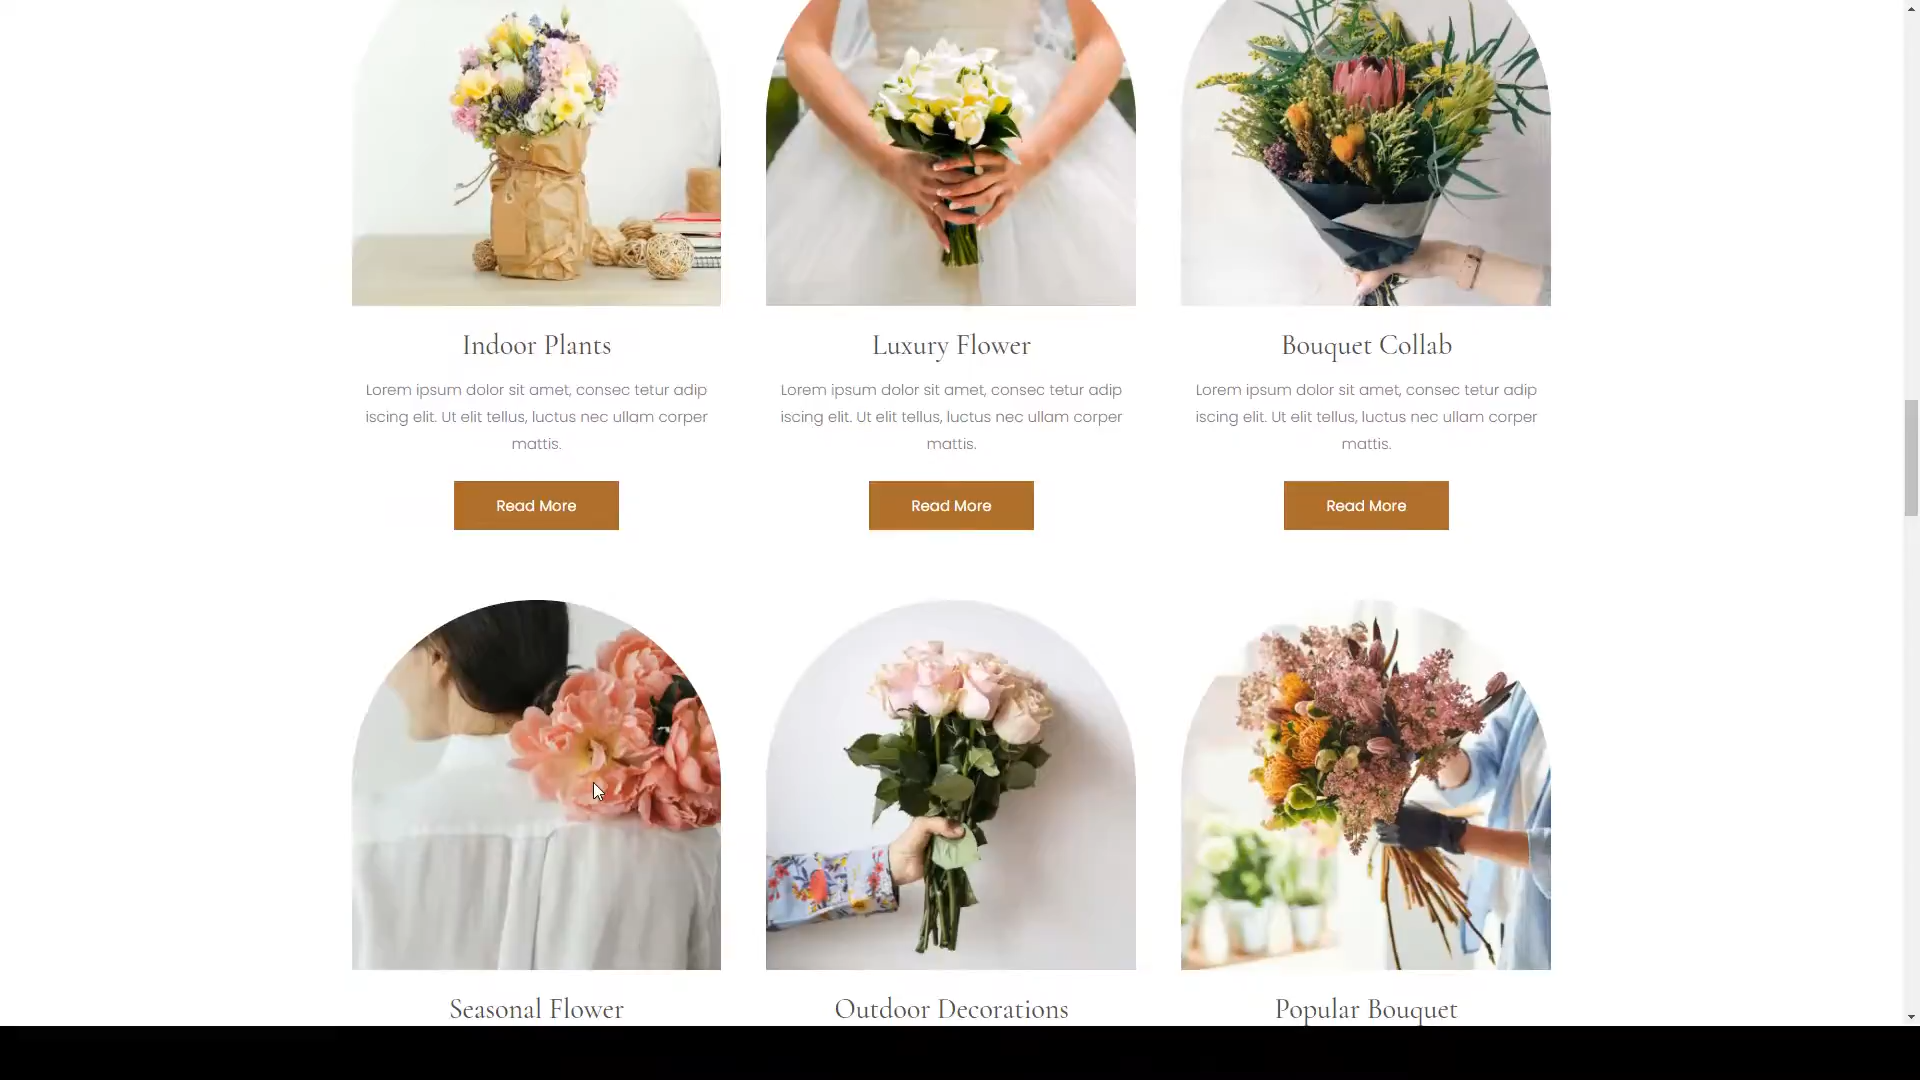 Indoor Plants
Luxury Flower
Bouquet Collab
Lorem ipsum dolor sit amet, consec tetur adip
iscing elit. Ut elit tellus, luctus nec ullam corper
mattis.
Lorem ipsum dolor sit amet, consec tetur adip
iscing elit. Ut elit tellus, luctus nec ullam corper
mattis.
Lorem ipsum dolor sit amet, consec tetur adip
iscing elit. Ut elit tellus, luctus nec ullam corper
mattis.
Read More
Read More
Read More
Seasonal Flower
Outdoor Decorations
Popular Bouquet